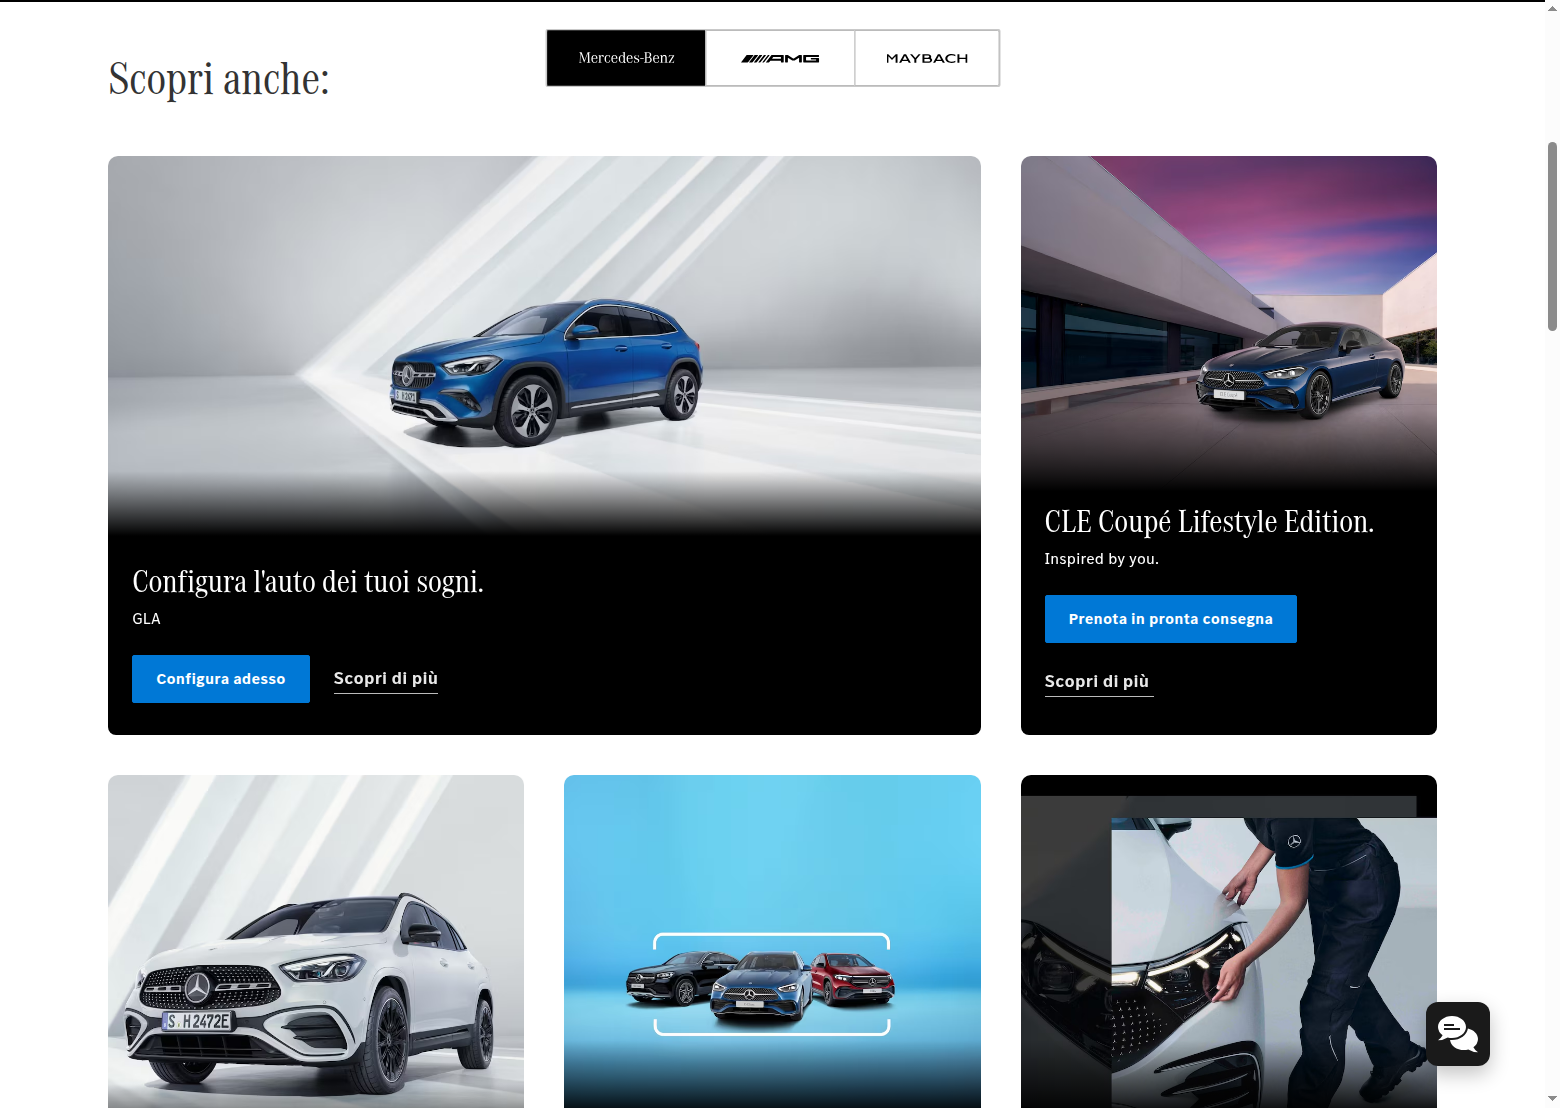 Scopri anche:
Mercedes-Benz
AMG
MAYBACH
Configura l'auto dei tuoi sogni.
GLA
Configura adesso
Scopri di più
CLE Coupé Lifestyle Edition.
Inspired by you.
Prenota in pronta consegna
Scopri di più
S H 2472E